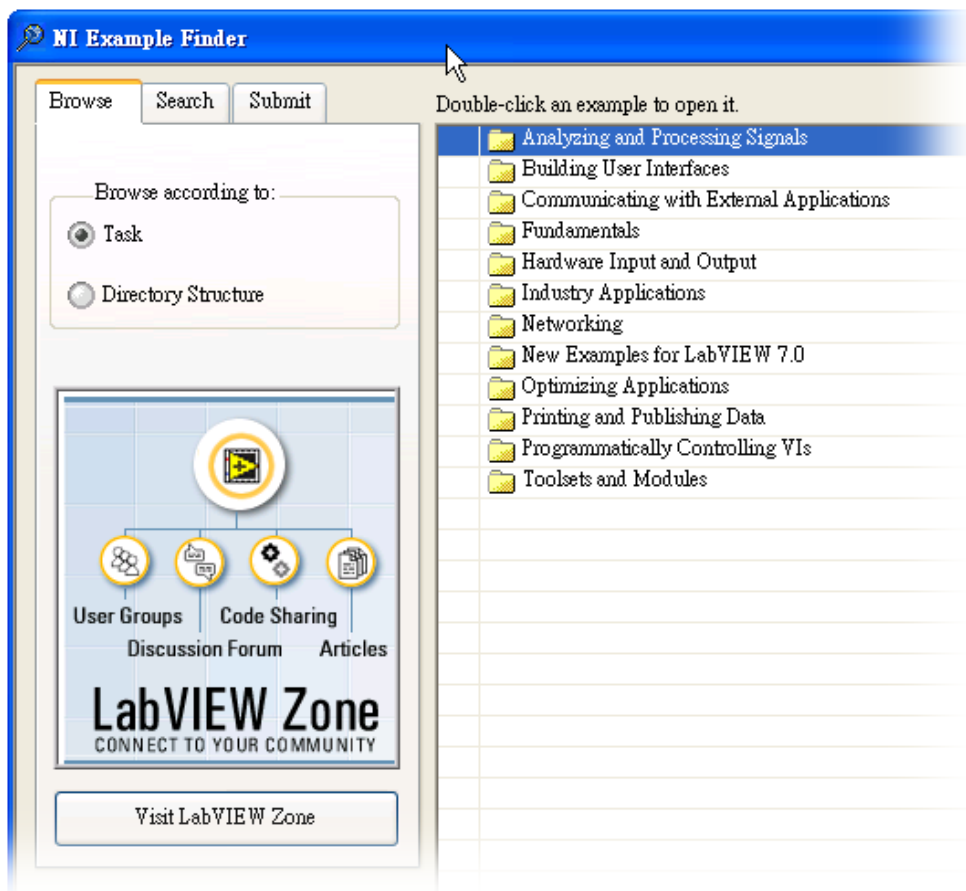 NI Example Finder
Browse
Search
Submit
Browse according to:
Task
Directory Structure
User Groups
Code Sharing
Discussion Forum
Articles
LabVIEW Zone
CONNECT TO YOUR COMMUNITY
Visit LabVIEW Zone
Double-click an example to open it.
Analyzing and Processing Signals
Building User Interfaces
Communicating with External Applications
Fundamentals
Hardware Input and Output
Industry Applications
Networking
New Examples for LabVIEW 7.0
Optimizing Applications
Printing and Publishing Data
Programmatically Controlling VIs
Toolsets and Modules